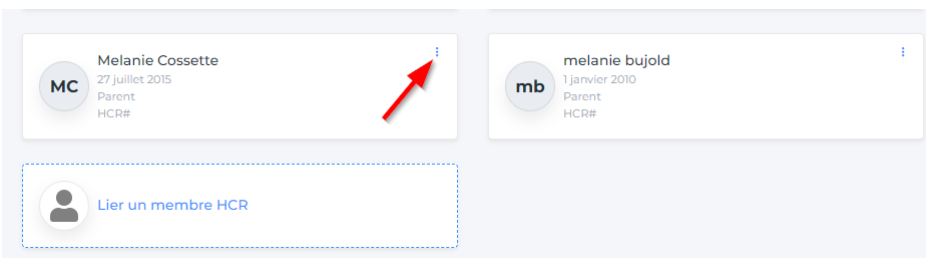 MC
Melanie Cossette
27 juillet 2015
Parent
HCR#
mb
melanie bujold
1 janvier 2010
Parent
HCR#
Lier un membre HCR